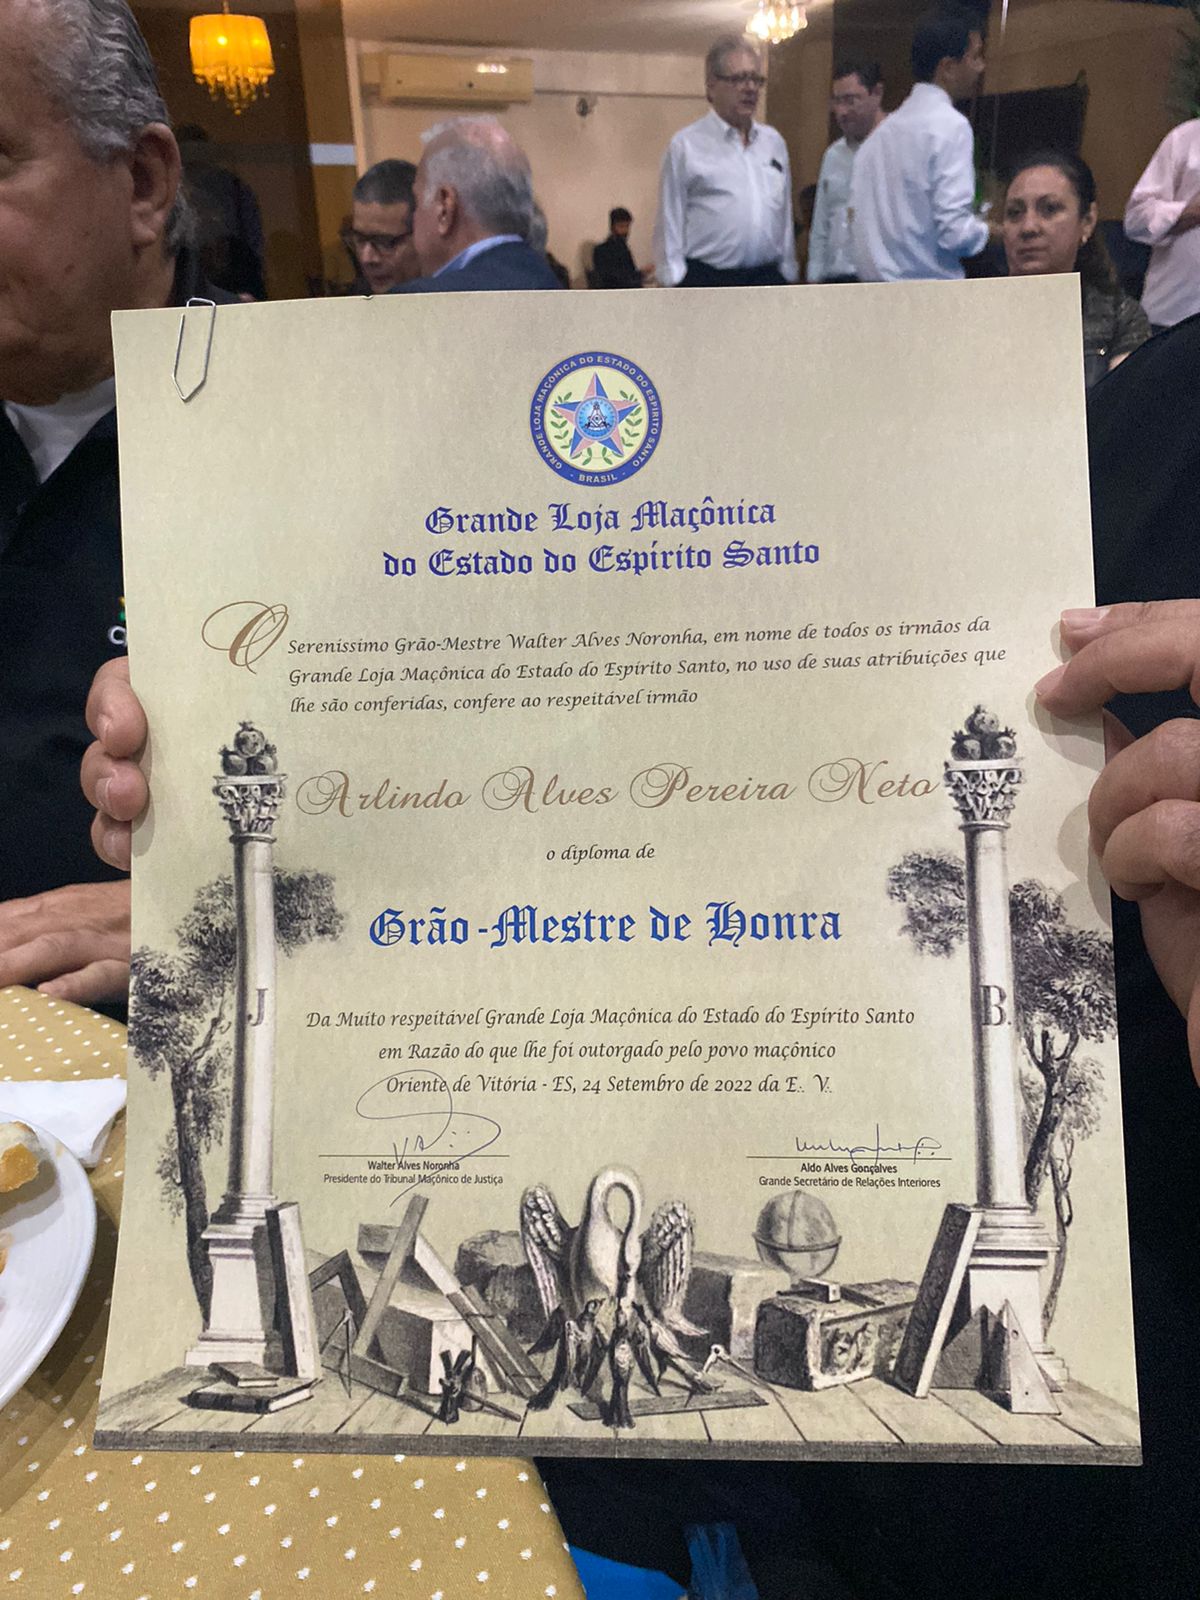 GRANDE LOJA MAÇÔNICA DO ESTADO DO ESPIRITO SANTO
- BRASIL -
Grande Loja Maçônica
do Estado do Espírito Santo
O Sereníssimo Grão-Mestre Walter Alves Noronha, em nome de todos os irmãos da
Grande Loja Maçônica do Estado do Espírito Santo, no uso de suas atribuições que
lhe são conferidas, confere ao respeitável irmão
Arlindo Alves Pereira Neto
o diploma de
Grão-Mestre de Honra
J
B.
Da Muito respeitável Grande Loja Maçônica do Estado do Espírito Santo
em Razão do que lhe foi outorgado pelo povo maçônico
Oriente de Vitória - ES, 24 Setembro de 2022 da E∴ V∴
Walter Alves Noronha
Presidente do Tribunal Maçônico de Justiça
Aldo Alves Gonçalves
Grande Secretário de Relações Interiores